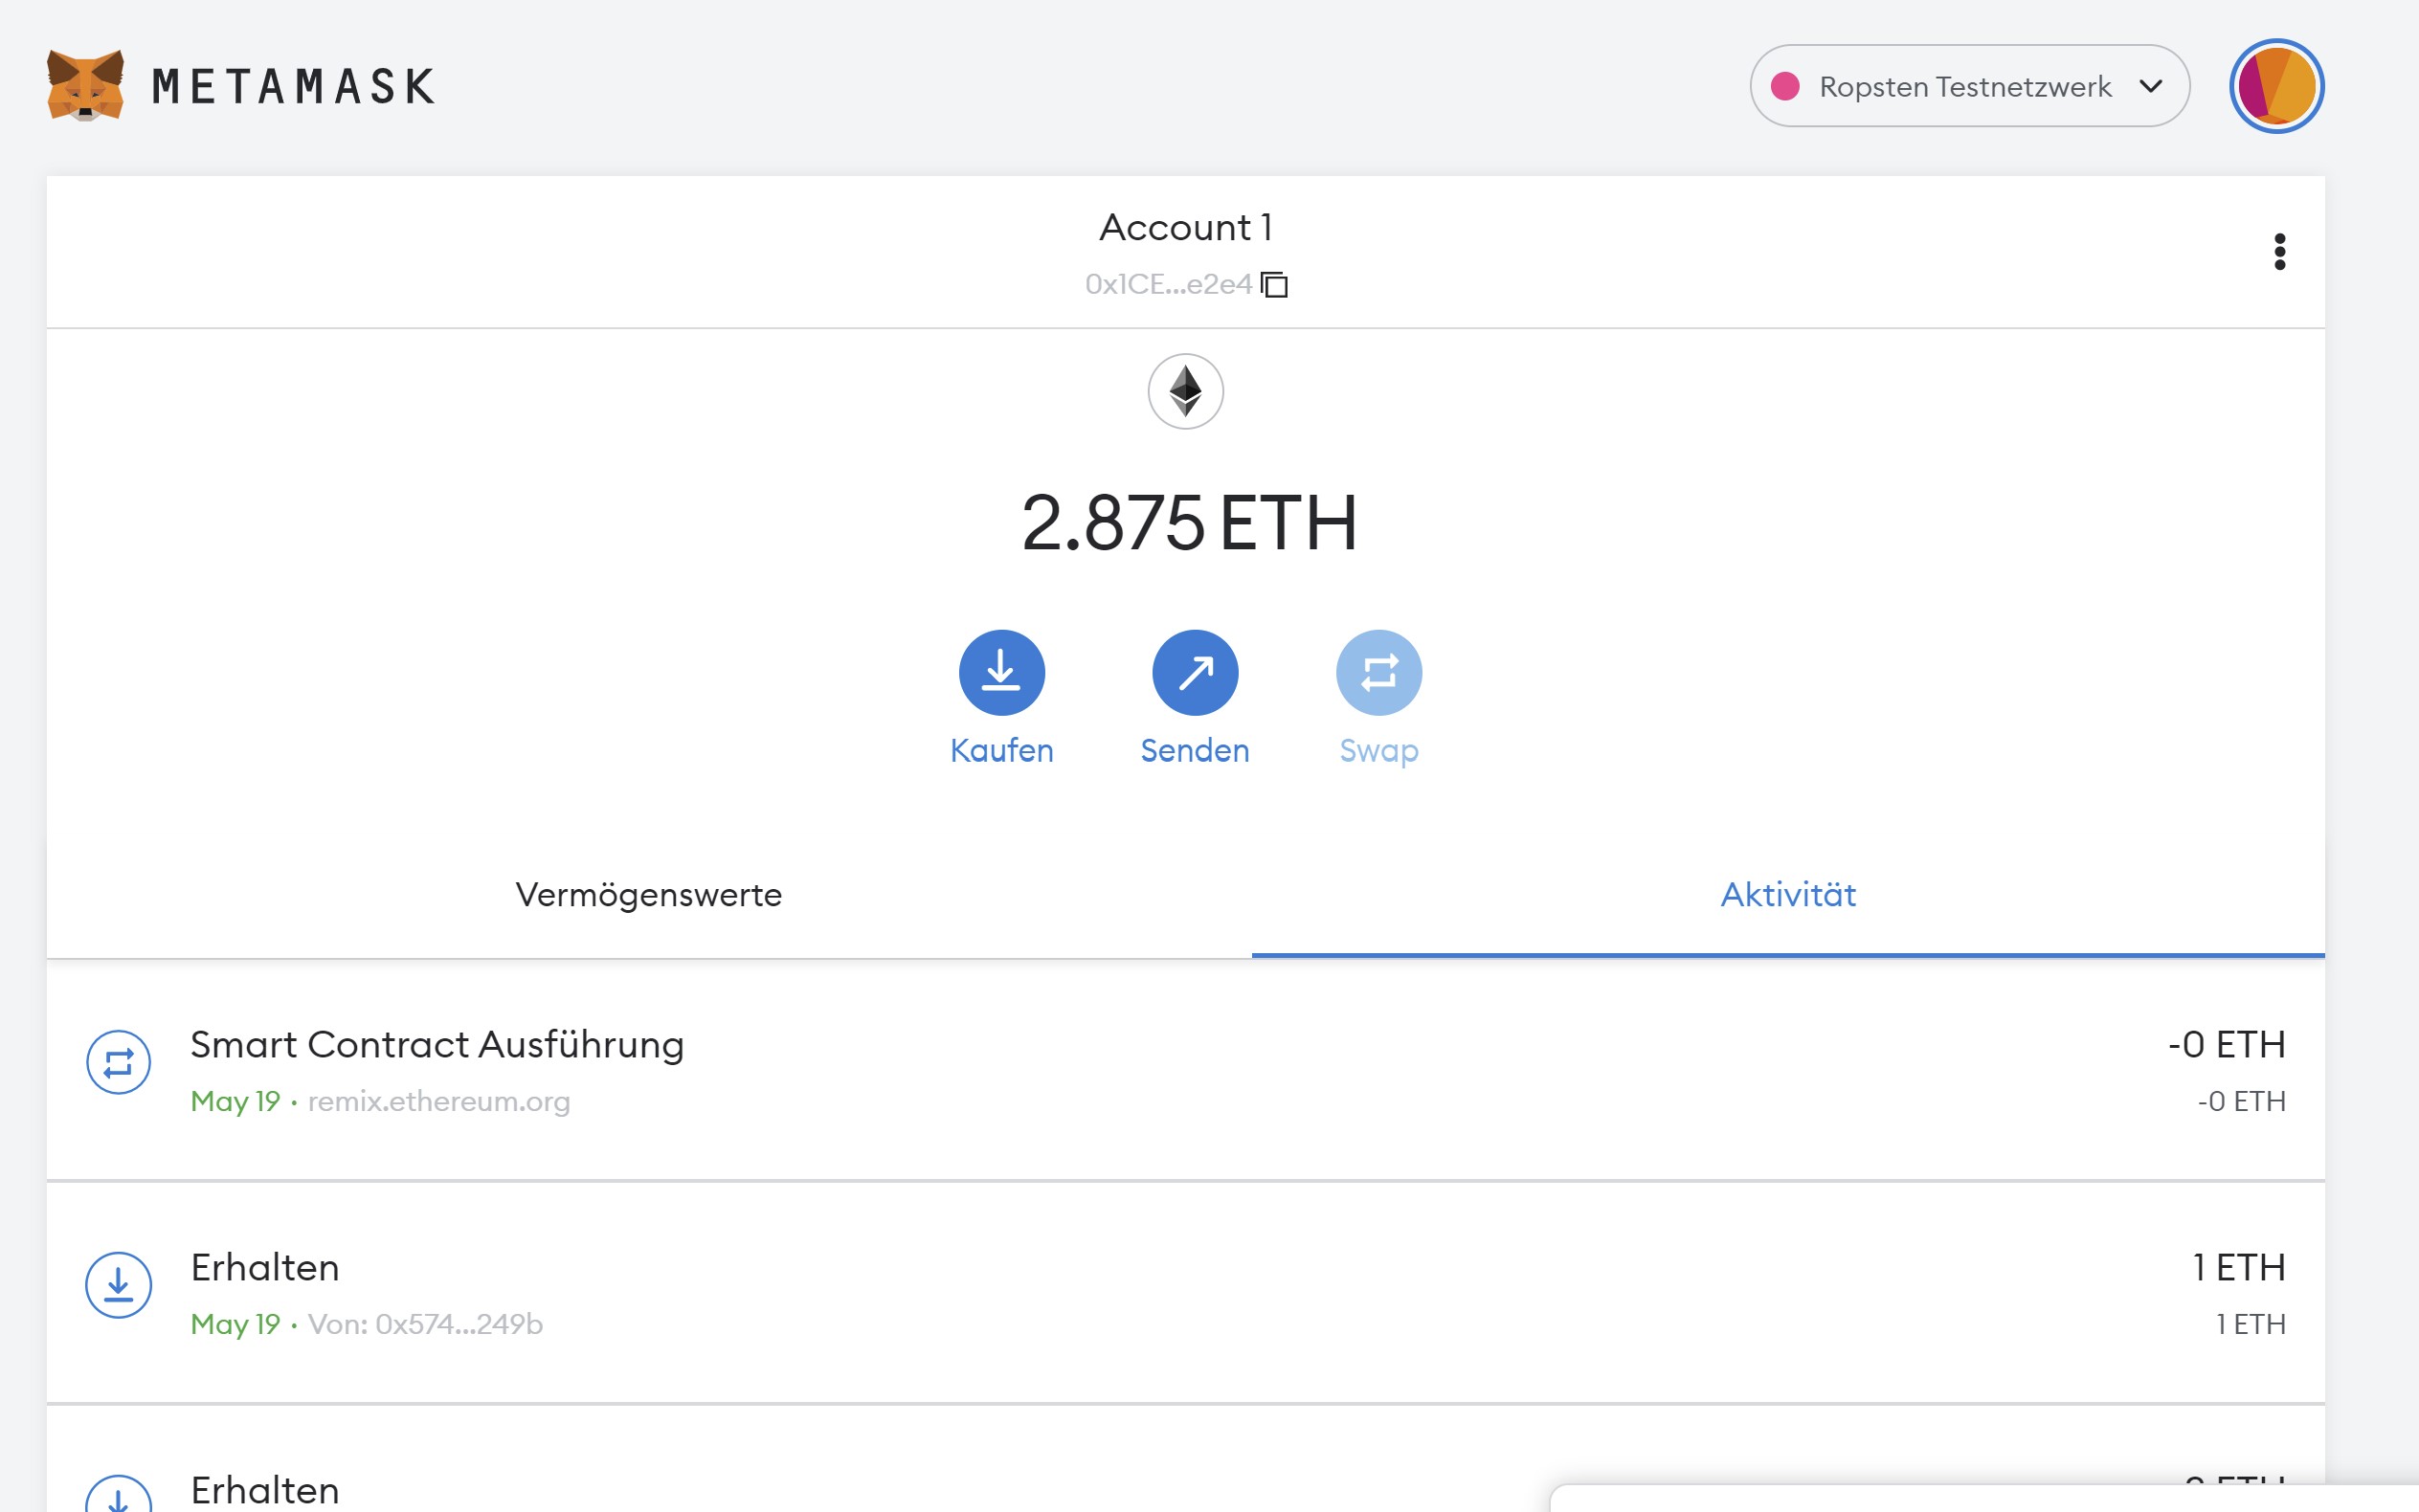 METAMASK
Ropsten Testnetzwerk
Account 1
0x1CE...e2e4
2.875 ETH
Kaufen
Senden
Swap
Vermögenswerte
Aktivität
Smart Contract Ausführung
-0 ETH
May 19 · remix.ethereum.org
-0 ETH
Erhalten
1 ETH
May 19 · Von: 0x574...249b
1 ETH
Erhalten
ETH